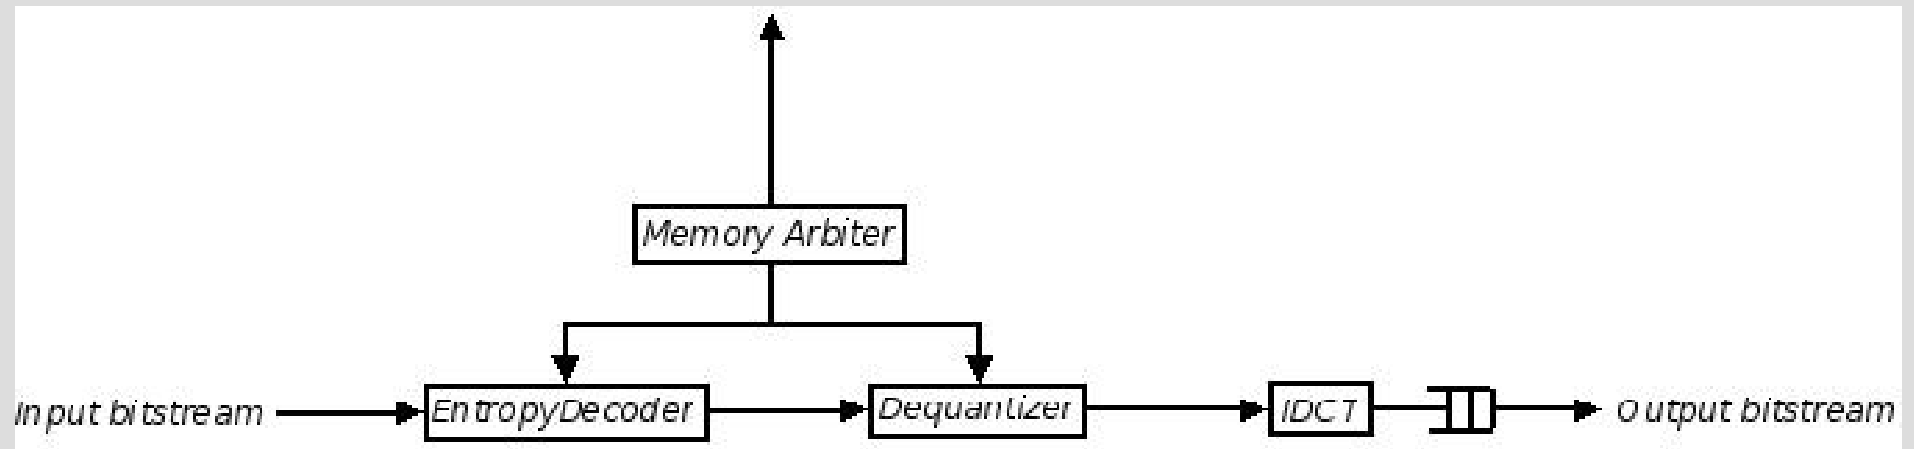 Memory Arbiter
Input bitstream
EntropyDecoder
Dequantizer
IDCT
Output bitstream